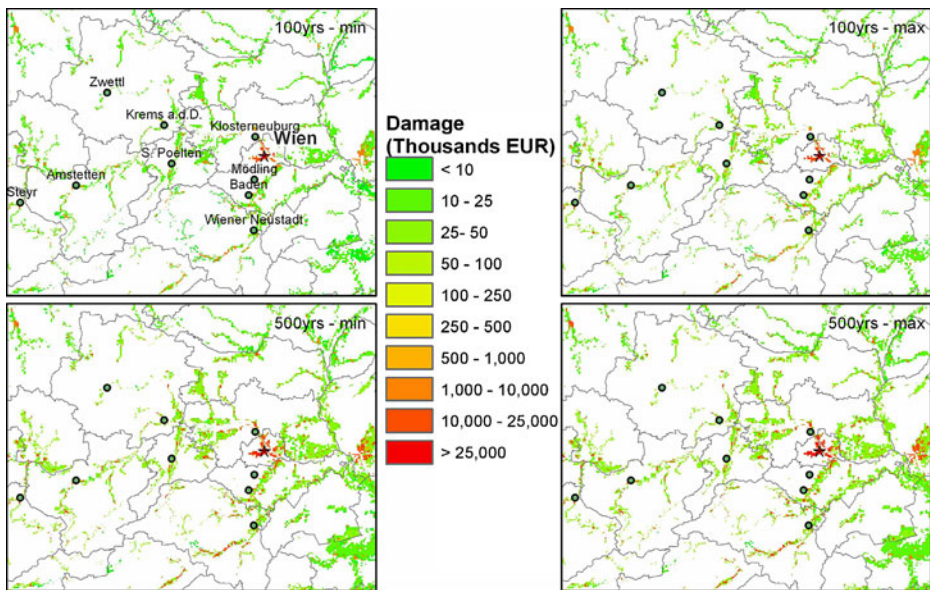 100yrs - min
Zwettl
Krems a.d.D.
Klosterneuburg
Wien
S. Poelten
Mödling
Amstetten
Baden
Steyr
Wiener Neustadt
Damage
(Thousands EUR)
< 10
10 - 25
25- 50
50 - 100
100 - 250
250 - 500
500 - 1,000
1,000 - 10,000
10,000 - 25,000
> 25,000
100yrs - max
500yrs - min
500yrs - max